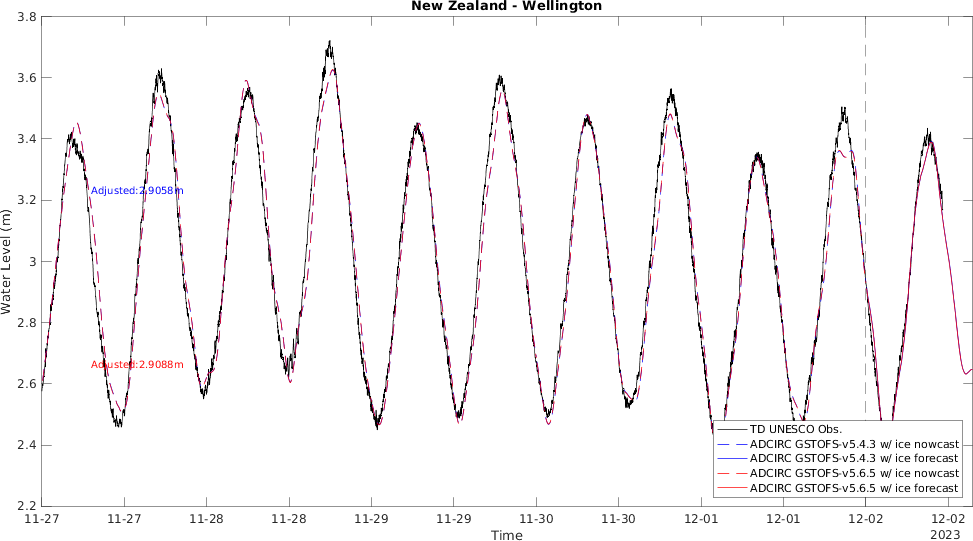 New Zealand - Wellington
3.8
3.6
3.4
3.2
3
2.8
2.6
2.4
2.2
Water Level (m)
Adjusted:2.9058m
Adjusted:2.9088m
TD UNESCO Obs.
ADCIRC GSTOFS-v5.4.3 w/ ice nowcast
ADCIRC GSTOFS-v5.4.3 w/ ice forecast
ADCIRC GSTOFS-v5.6.5 w/ ice nowcast
ADCIRC GSTOFS-v5.6.5 w/ ice forecast
11-27 11-27 11-28 11-28 11-29 11-29 11-30 11-30 12-01 12-01 12-02 12-02
Time
2023